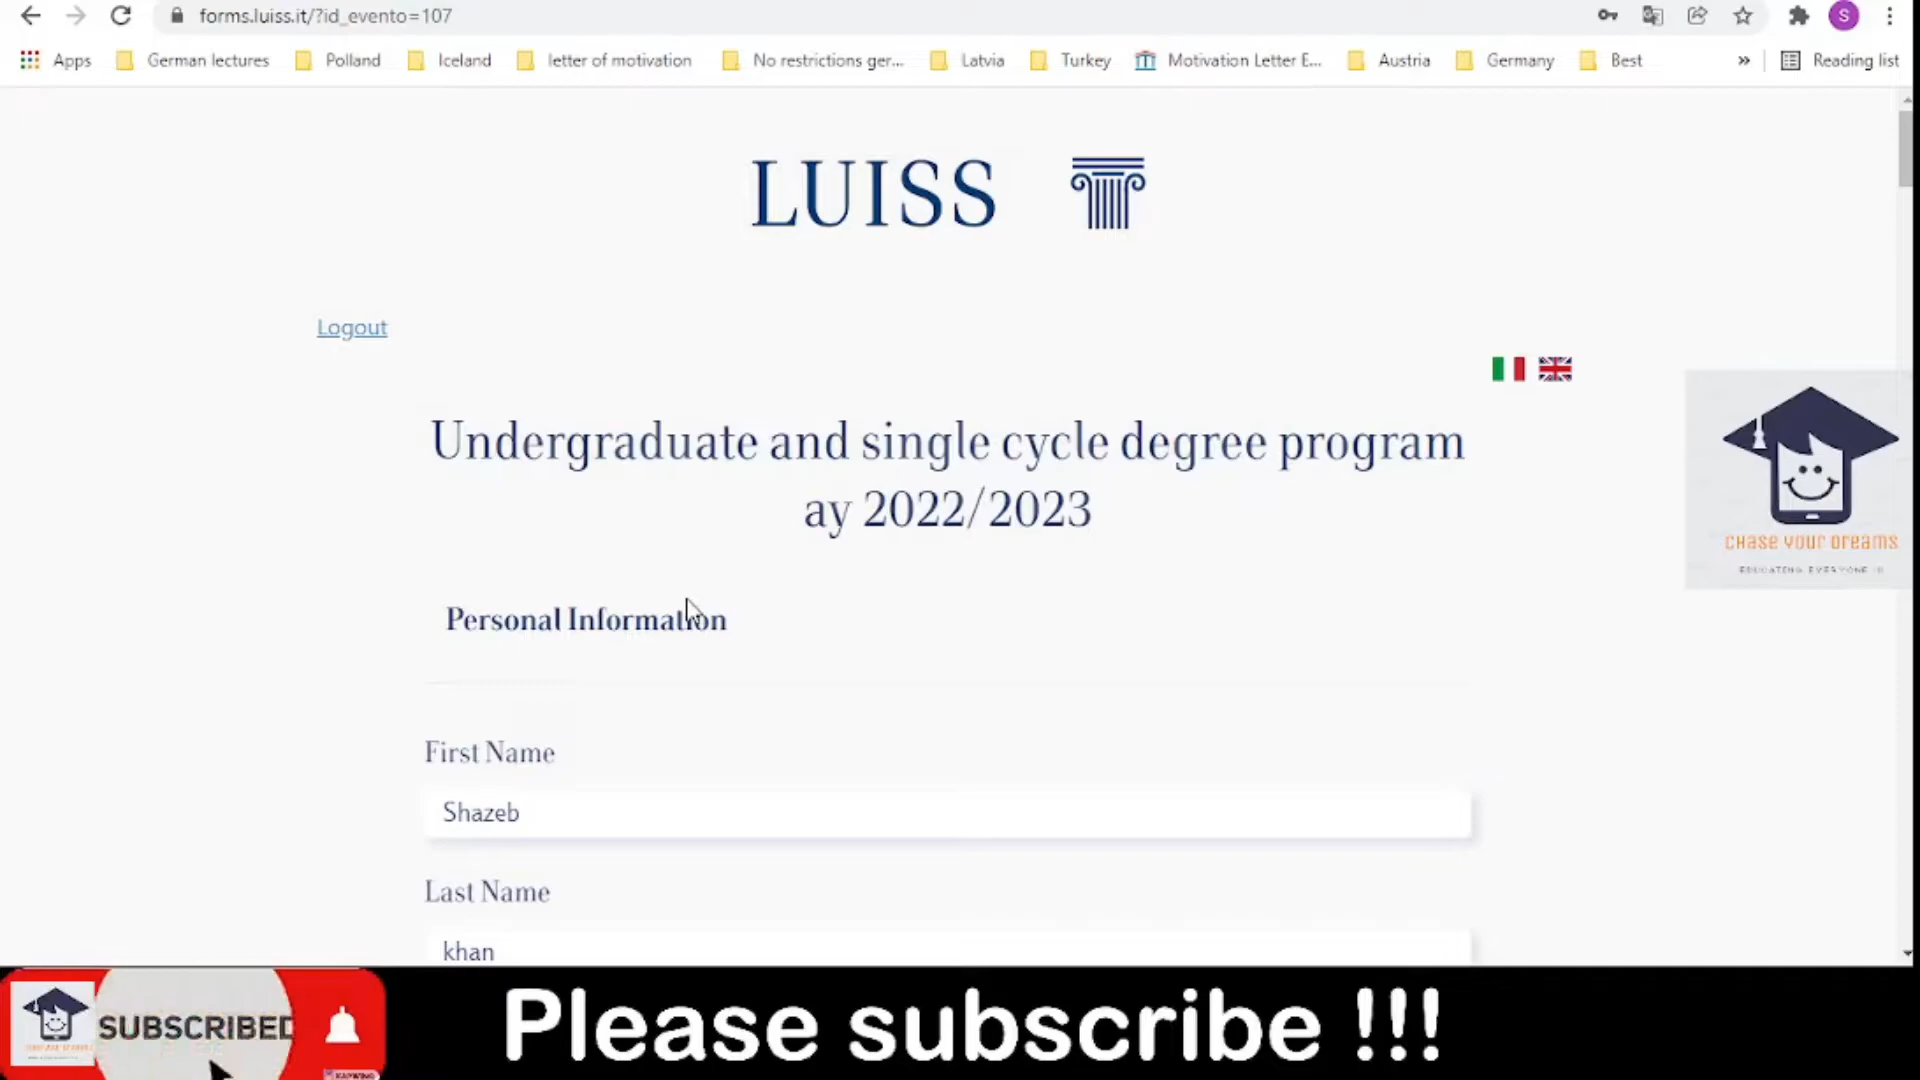 forms.luiss.it/?id_evento=107
S
Apps German lectures Polland Iceland letter of motivation No restrictions ger... Latvia Turkey Motivation Letter E... Austria Germany Best » Reading list
LUISS
Logout
Undergraduate and single cycle degree program
ay 2022/2023
CHASE YOUR DREAMS
Personal Information
First Name
Shazeb
Last Name
khan
SUBSCRIBED
Please subscribe !!!